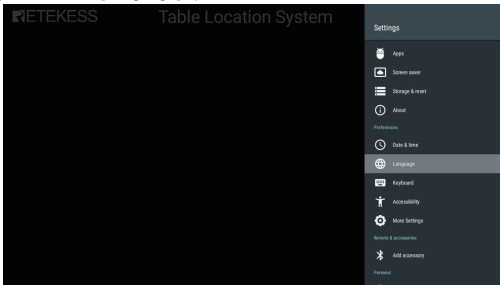 RETEKESS Table Location System
Settings
Apps
Screen saver
Storage & reset
About
Preferences
Date & time
Language
Keyboard
Accessibility
More Settings
Remote & accessories
Add accessory
Personal